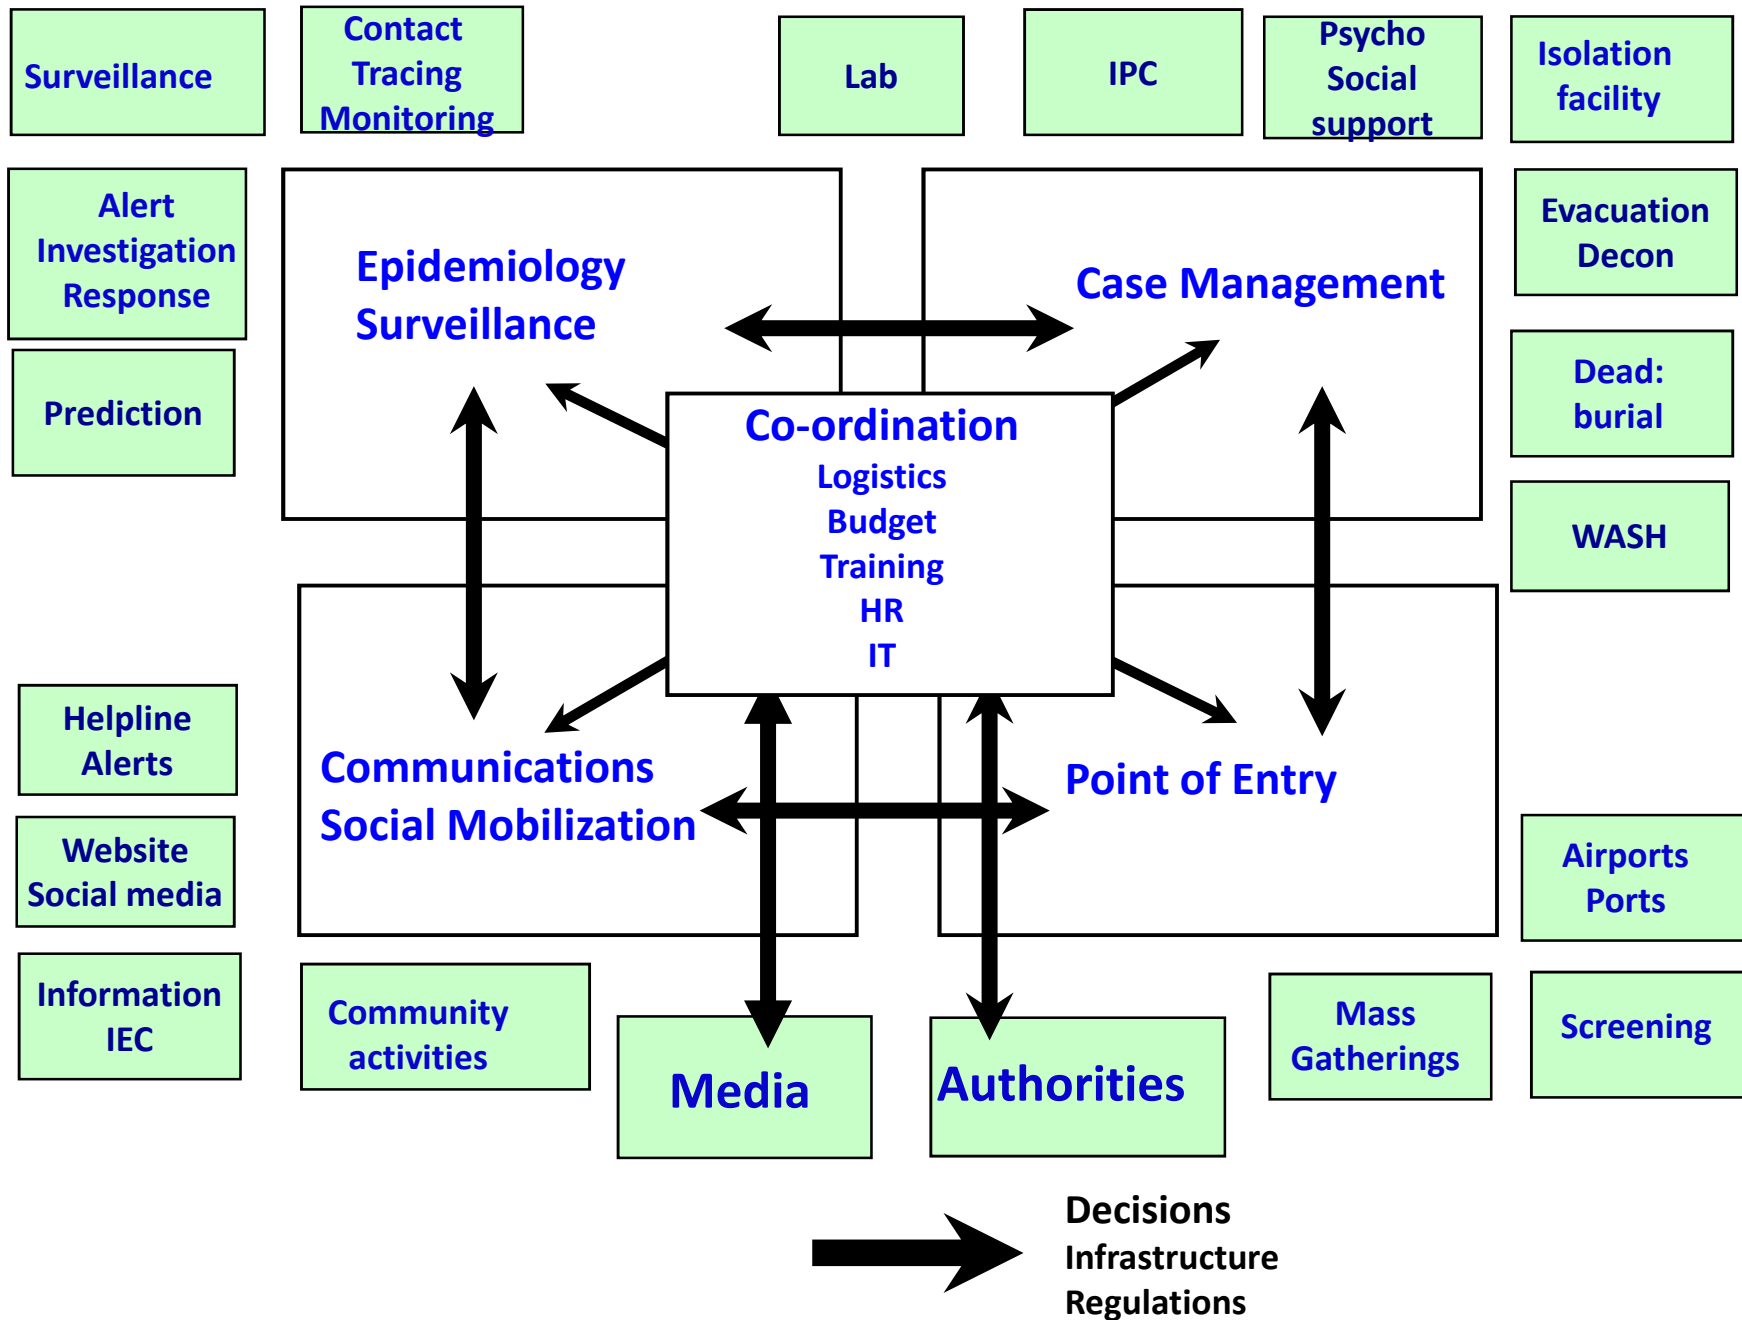 Surveillance
Contact
Tracing
Monitoring
Lab
IPC
Psycho
Social
support
Isolation
facility
Alert
Investigation
Response
Epidemiology
Surveillance
Case Management
Evacuation
Decon
Prediction
Co-ordination
Logistics
Budget
Training
HR
IT
Dead:
burial
WASH
Helpline
Alerts
Communications
Social Mobilization
Point of Entry
Website
Social media
Airports
Ports
Information
IEC
Community
activities
Media
Authorities
Mass
Gatherings
Screening
Decisions
Infrastructure
Regulations